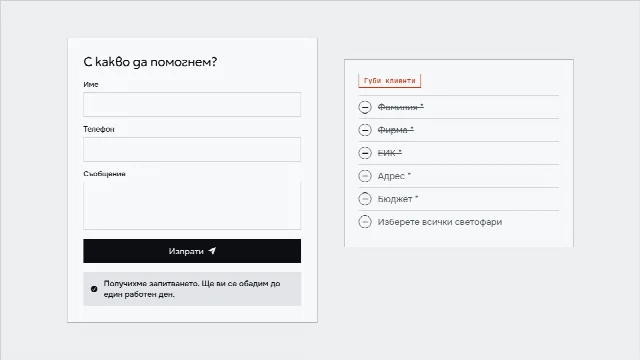 С какво да помогнем?
Име
Телефон
Съобщение
Изпрати
Получихме запитването. Ще ви се обадим до
един работен ден.
Губи клиенти
Фамилия *
Фирма *
ЕИК *
Адрес *
Бюджет *
Изберете всички светофари